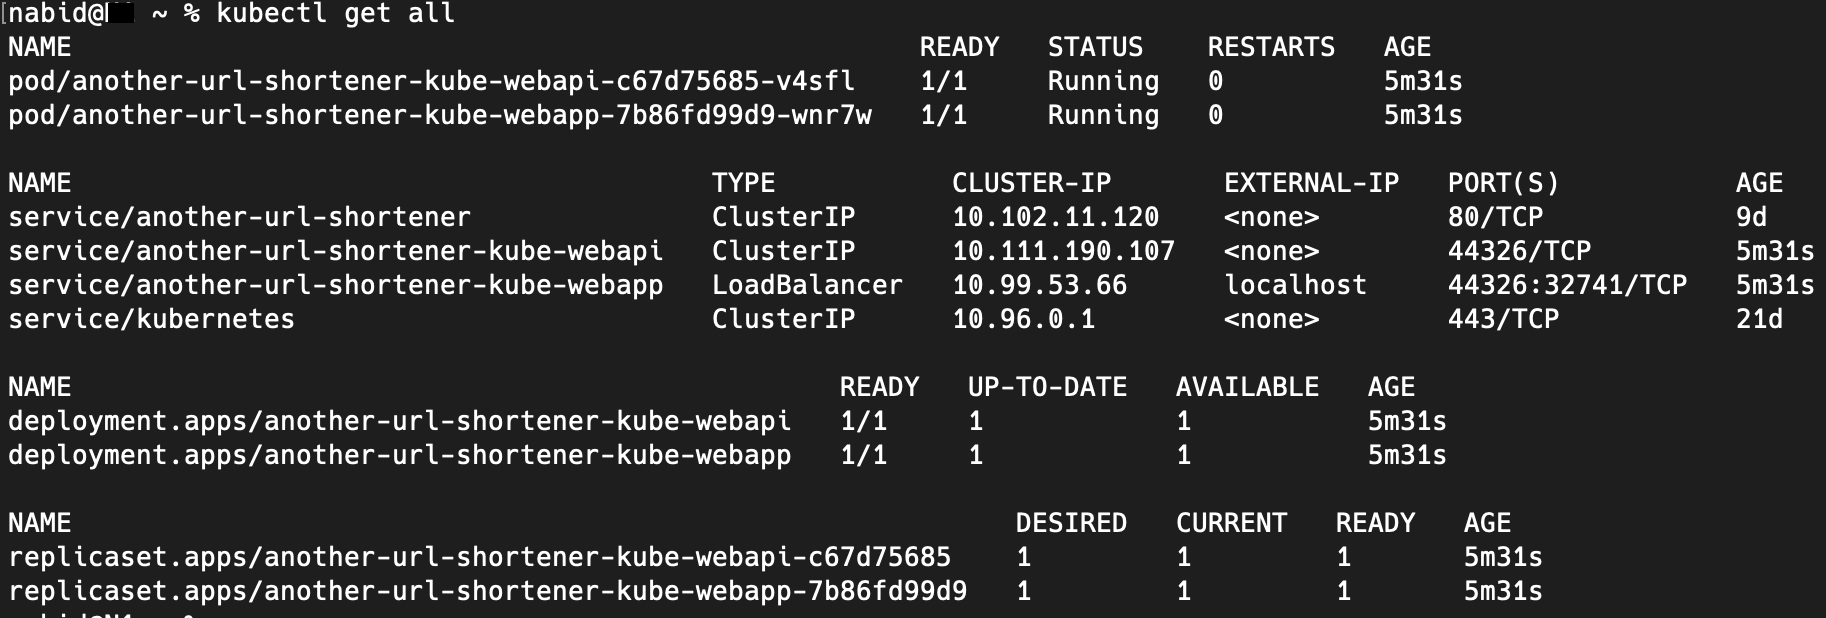 nabid@ ~ % kubectl get all
NAME READY STATUS RESTARTS AGE
pod/another-url-shortener-kube-webapi-c67d75685-v4sfl 1/1 Running 0 5m31s
pod/another-url-shortener-kube-webapp-7b86fd99d9-wnr7w 1/1 Running 0 5m31s
NAME TYPE CLUSTER-IP EXTERNAL-IP PORT(S) AGE
service/another-url-shortener ClusterIP 10.102.11.120 <none> 80/TCP 9d
service/another-url-shortener-kube-webapi ClusterIP 10.111.190.107 <none> 44326/TCP 5m31s
service/another-url-shortener-kube-webapp LoadBalancer 10.99.53.66 localhost 44326:32741/TCP 5m31s
service/kubernetes ClusterIP 10.96.0.1 <none> 443/TCP 21d
NAME READY UP-TO-DATE AVAILABLE AGE
deployment.apps/another-url-shortener-kube-webapi 1/1 1 1 5m31s
deployment.apps/another-url-shortener-kube-webapp 1/1 1 1 5m31s
NAME DESIRED CURRENT READY AGE
replicaset.apps/another-url-shortener-kube-webapi-c67d75685 1 1 1 5m31s
replicaset.apps/another-url-shortener-kube-webapp-7b86fd99d9 1 1 1 5m31s